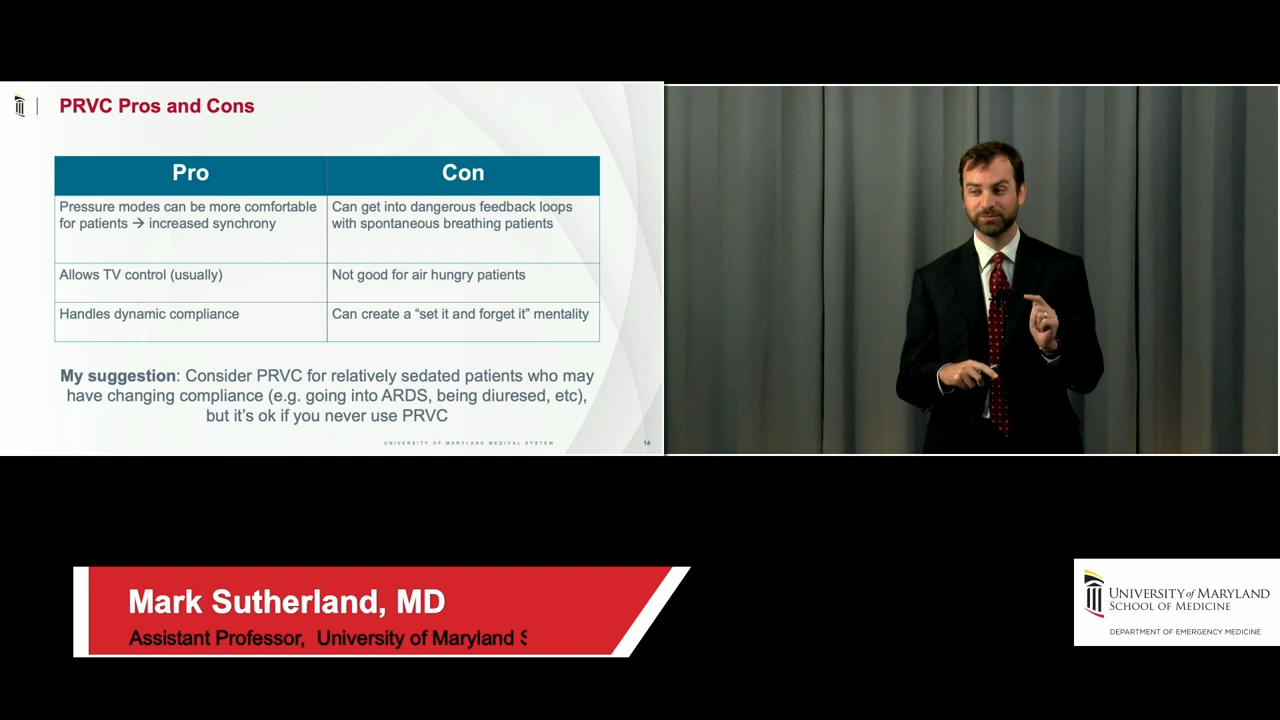 PRVC Pros and Cons
Pro
Con
Pressure modes can be more comfortable
for patients → increased synchrony
Can get into dangerous feedback loops
with spontaneous breathing patients
Allows TV control (usually)
Not good for air hungry patients
Handles dynamic compliance
Can create a “set it and forget it” mentality
My suggestion: Consider PRVC for relatively sedated patients who may
have changing compliance (e.g. going into ARDS, being diuresed, etc),
but it’s ok if you never use PRVC
UNIVERSITY OF MARYLAND MEDICAL SYSTEM
14
Mark Sutherland, MD
Assistant Professor, University of Maryland S
UNIVERSITY of MARYLAND
SCHOOL OF MEDICINE
DEPARTMENT OF EMERGENCY MEDICINE